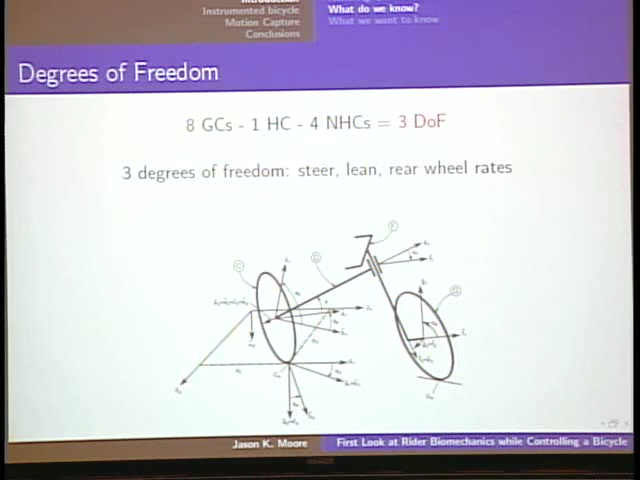 Introduction
Instrumented bicycle
Motion Capture
Conclusions
What do we know?
What we want to know
Degrees of Freedom
8 GCs - 1 HC - 4 NHCs = 3 DoF
3 degrees of freedom: steer, lean, rear wheel rates
C
D
F
G
Jason K. Moore
First Look at Rider Biomechanics while Controlling a Bicycle